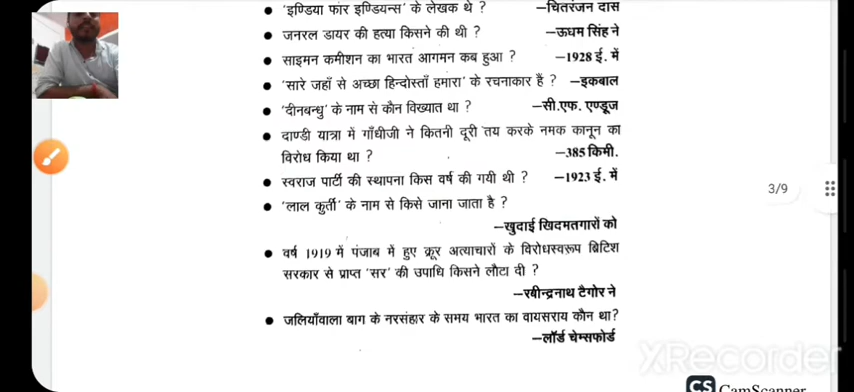 ● 'इण्डिया फार इण्डियन्स' के लेखक थे ? –चितरंजन दास
● जनरल डायर की हत्या किसने की थी ? –ऊधम सिंह ने
● साइमन कमीशन का भारत आगमन कब हुआ ? –1928 ई. में
● 'सारे जहाँ से अच्छा हिन्दोस्ताँ हमारा' के रचनाकार हैं ? –इकबाल
● 'दीनबन्धु' के नाम से कौन विख्यात था ? –सी.एफ. एण्ड्रूज
● दाण्डी यात्रा में गाँधीजी ने कितनी दूरी तय करके नमक कानून का
विरोध किया था ? –385 किमी.
● स्वराज पार्टी की स्थापना किस वर्ष की गयी थी ? –1923 ई. में
3/9
● 'लाल कुर्ती' के नाम से किसे जाना जाता है ?
–खुदाई खिदमतगारों को
● वर्ष 1919 में पंजाब में हुए क्रूर अत्याचारों के विरोधस्वरूप ब्रिटिश
सरकार से प्राप्त 'सर' की उपाधि किसने लौटा दी ?
–रबीन्द्रनाथ टैगोर ने
● जलियाँवाला बाग के नरसंहार के समय भारत का वायसराय कौन था?
–लॉर्ड चेम्सफोर्ड
XRecorder
CS CamScanner